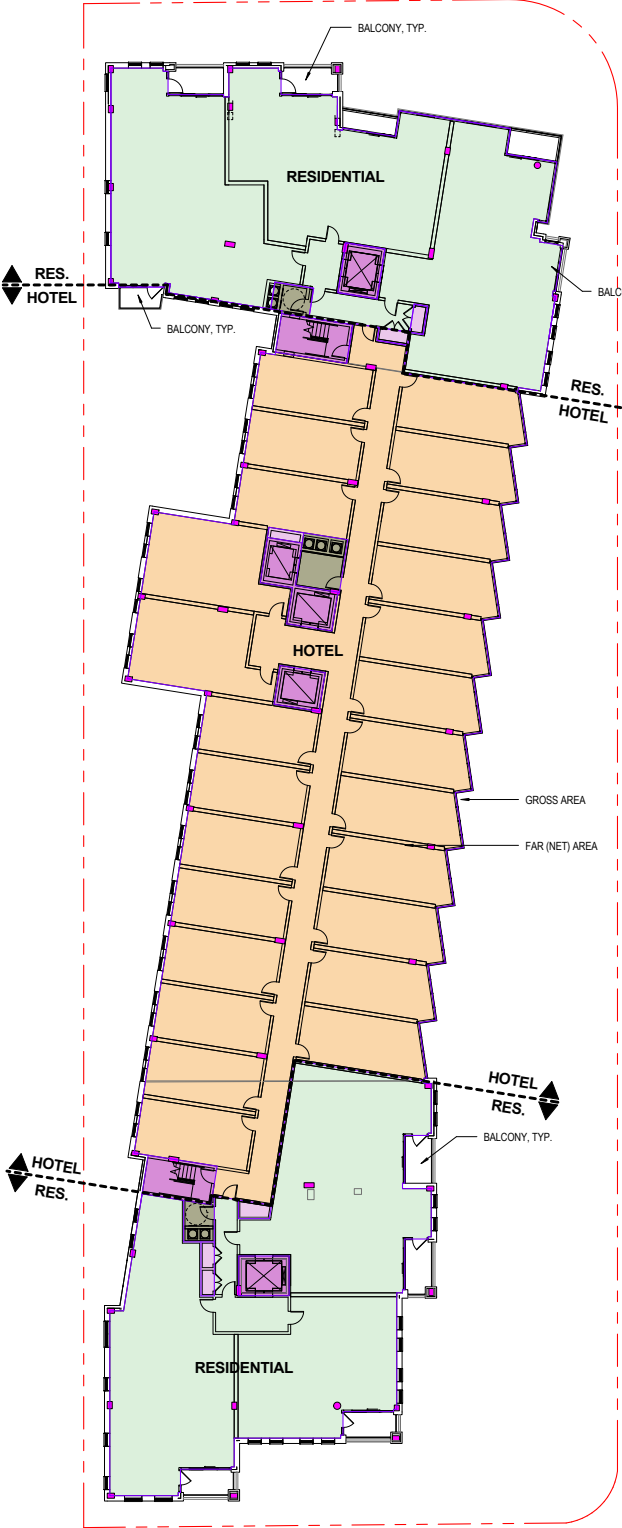 BALCONY, TYP.
RESIDENTIAL
RES.
HOTEL
BALC
BALCONY, TYP.
RES.
HOTEL
HOTEL
GROSS AREA
FAR (NET) AREA
HOTEL
RES.
BALCONY, TYP.
HOTEL
RES.
RESIDENTIAL